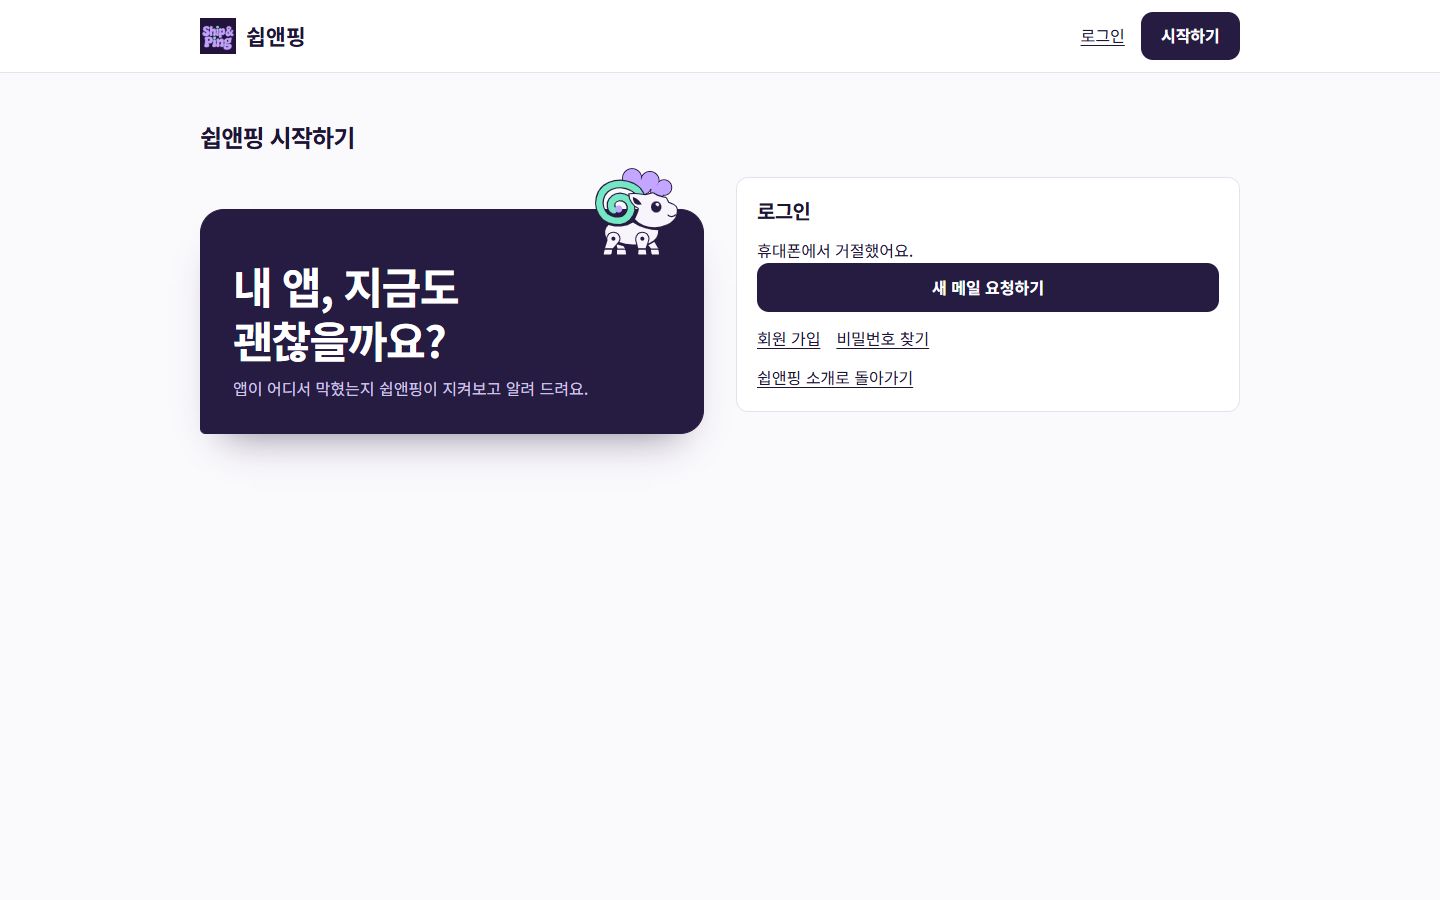 Ship&
Ping
쉽앤핑
로그인
시작하기
쉽앤핑 시작하기
내 앱, 지금도
괜찮을까요?
앱이 어디서 막혔는지 쉽앤핑이 지켜보고 알려 드려요.
로그인
휴대폰에서 거절했어요.
새 메일 요청하기
회원 가입
비밀번호 찾기
쉽앤핑 소개로 돌아가기